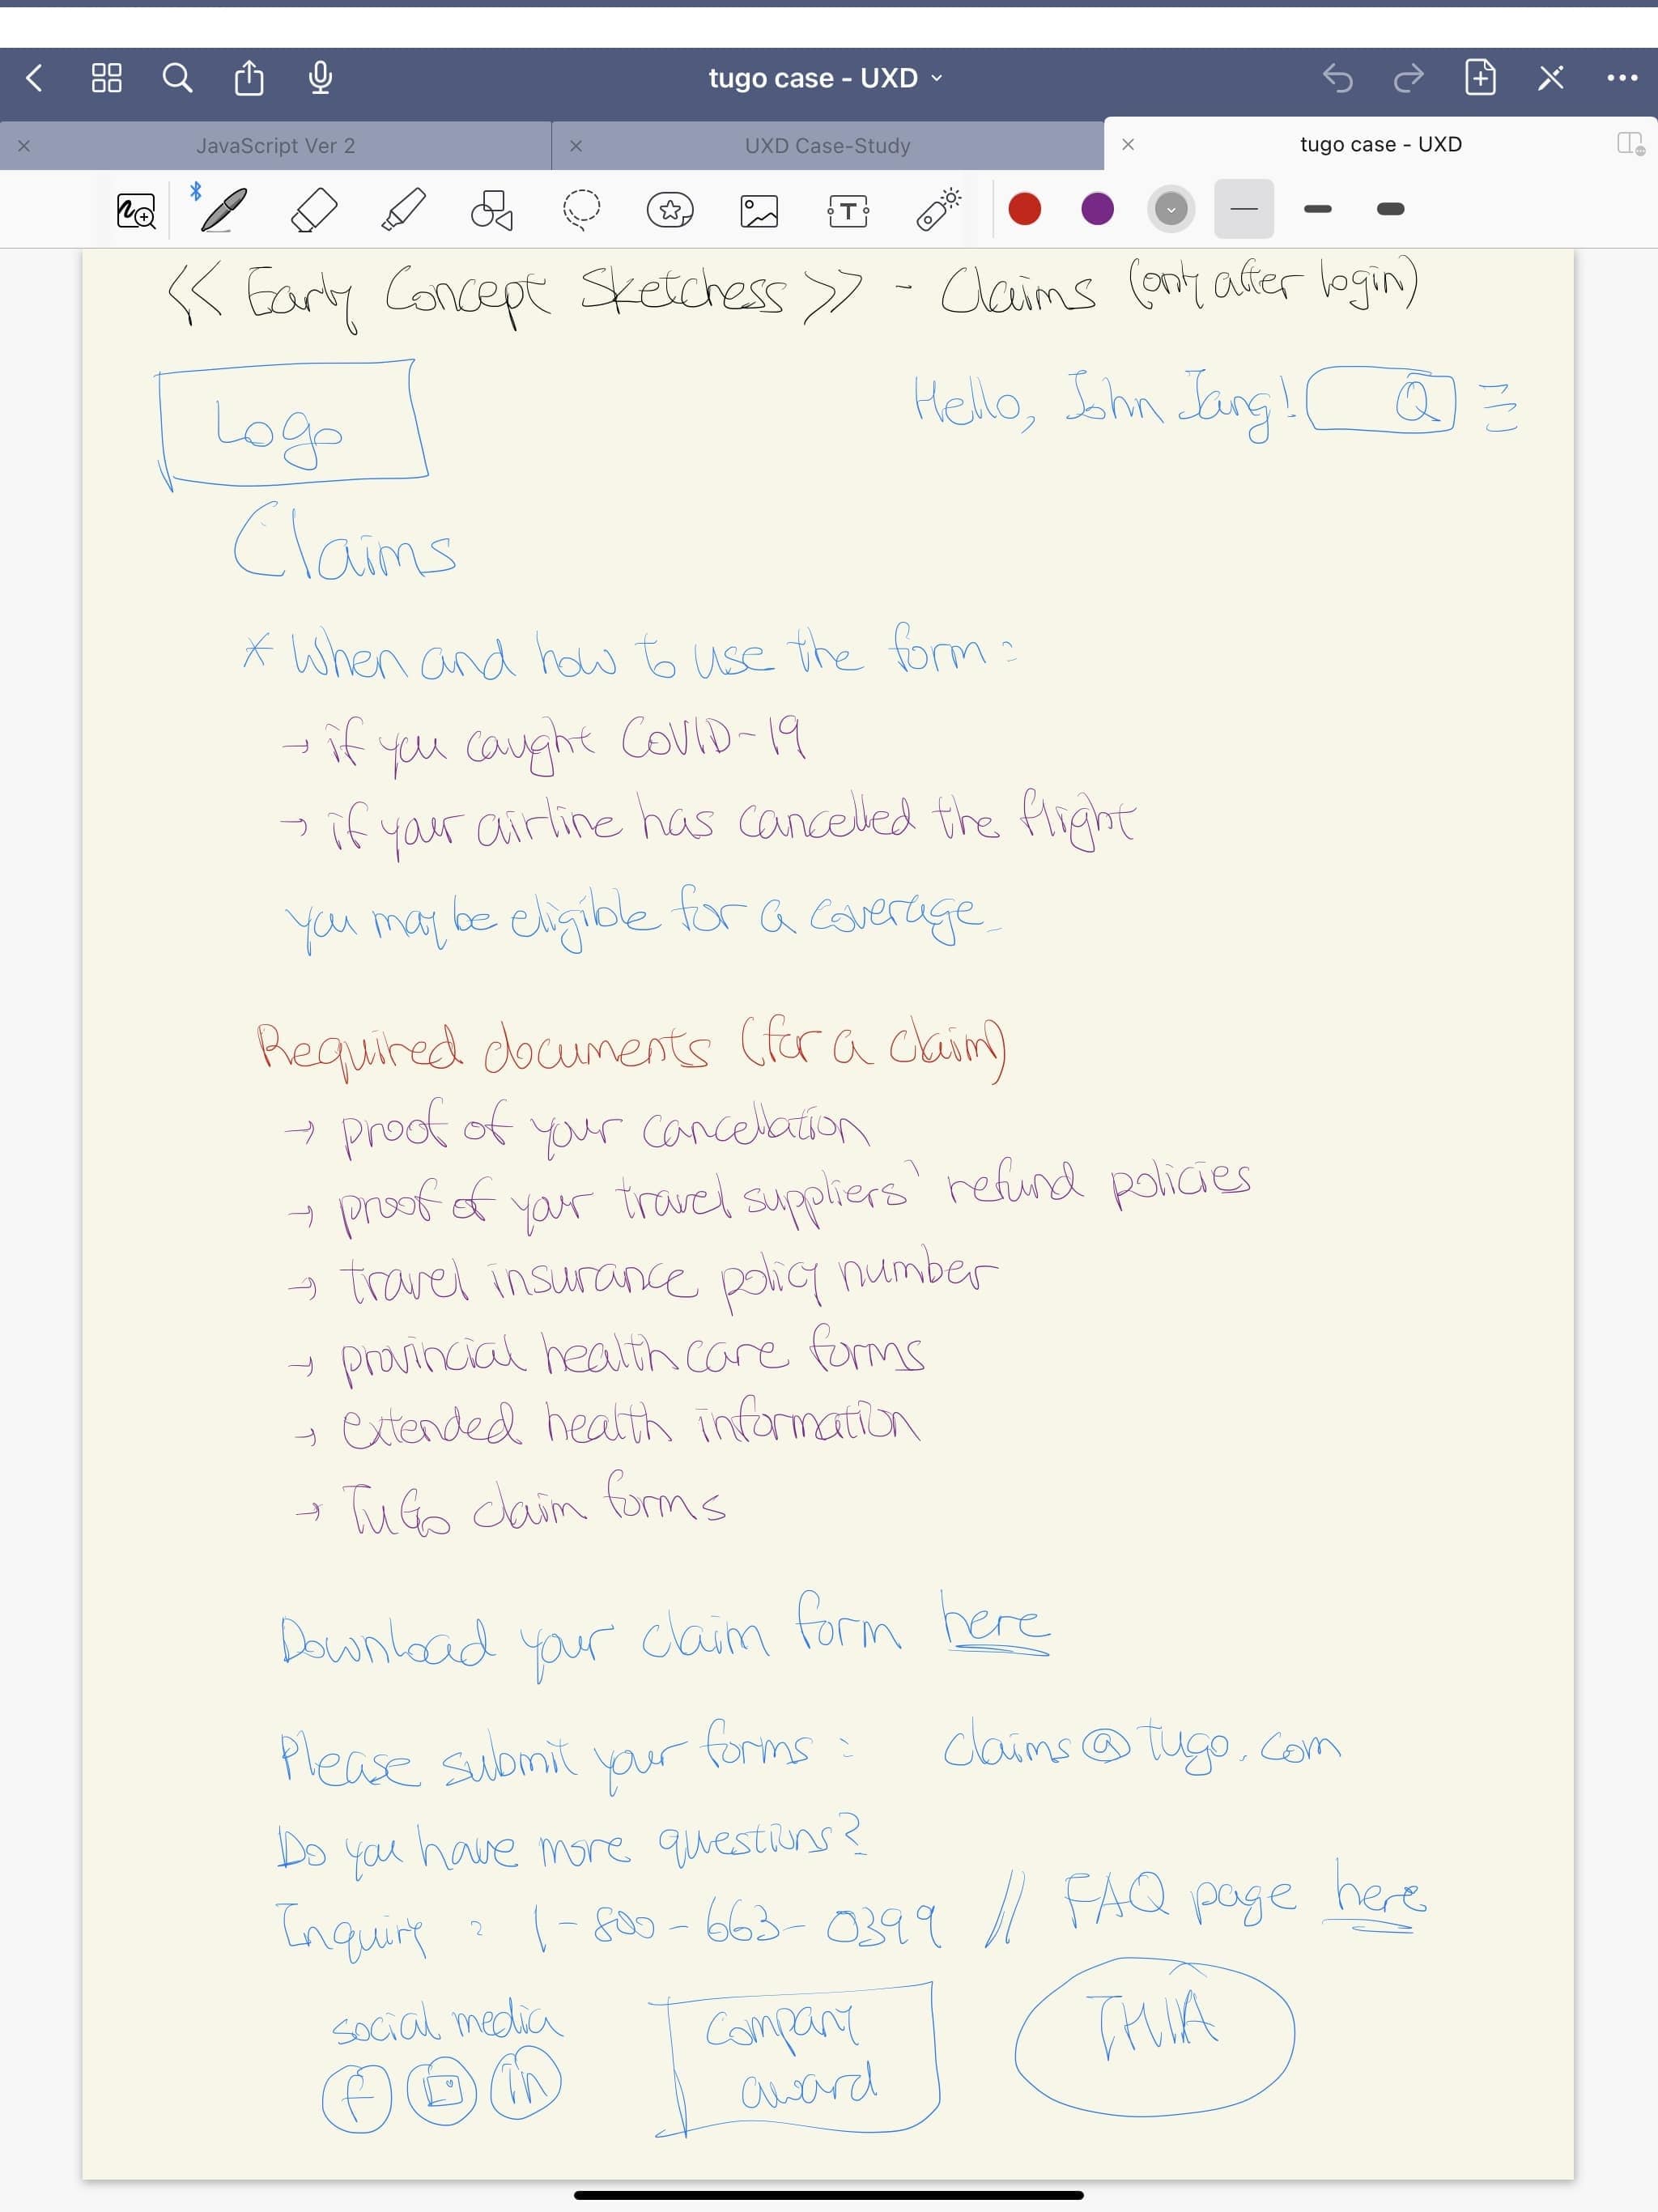 tugo case - UXD
JavaScript Ver 2
UXD Case-Study
tugo case - UXD
<< Early Concept Sketchess >> - Claims (only after login)
Logo
Hello, John Jang!
Claims
* When and how to use the form:
→ if you caught COVID-19
→ if your airline has cancelled the flight
you may be eligible for a coverage.
Required documents (for a claim)
→ proof of your cancellation
→ proof of your travel suppliers' refund policies
→ travel insurance policy number
→ provincial healthcare forms
→ extended health information
→ TuGo claim forms
Download your claim form here
Please submit your forms: claims@tugo.com
Do you have more questions?
Inquiry: 1-800-663-0399 // FAQ page here
social media
f in
company
award
THIA